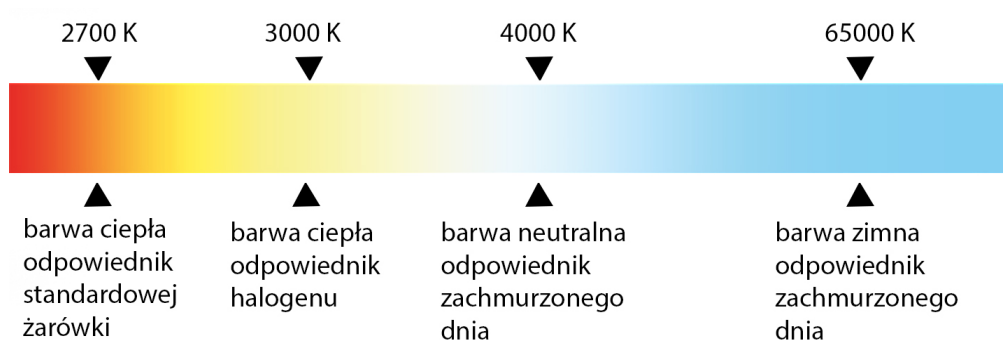 2700 K
3000 K
4000 K
65000 K
barwa ciepła
odpowiednik
standardowej
żarówki
barwa ciepła
odpowiednik
halogenu
barwa neutralna
odpowiednik
zachmurzonego
dnia
barwa zimna
odpowiednik
zachmurzonego
dnia